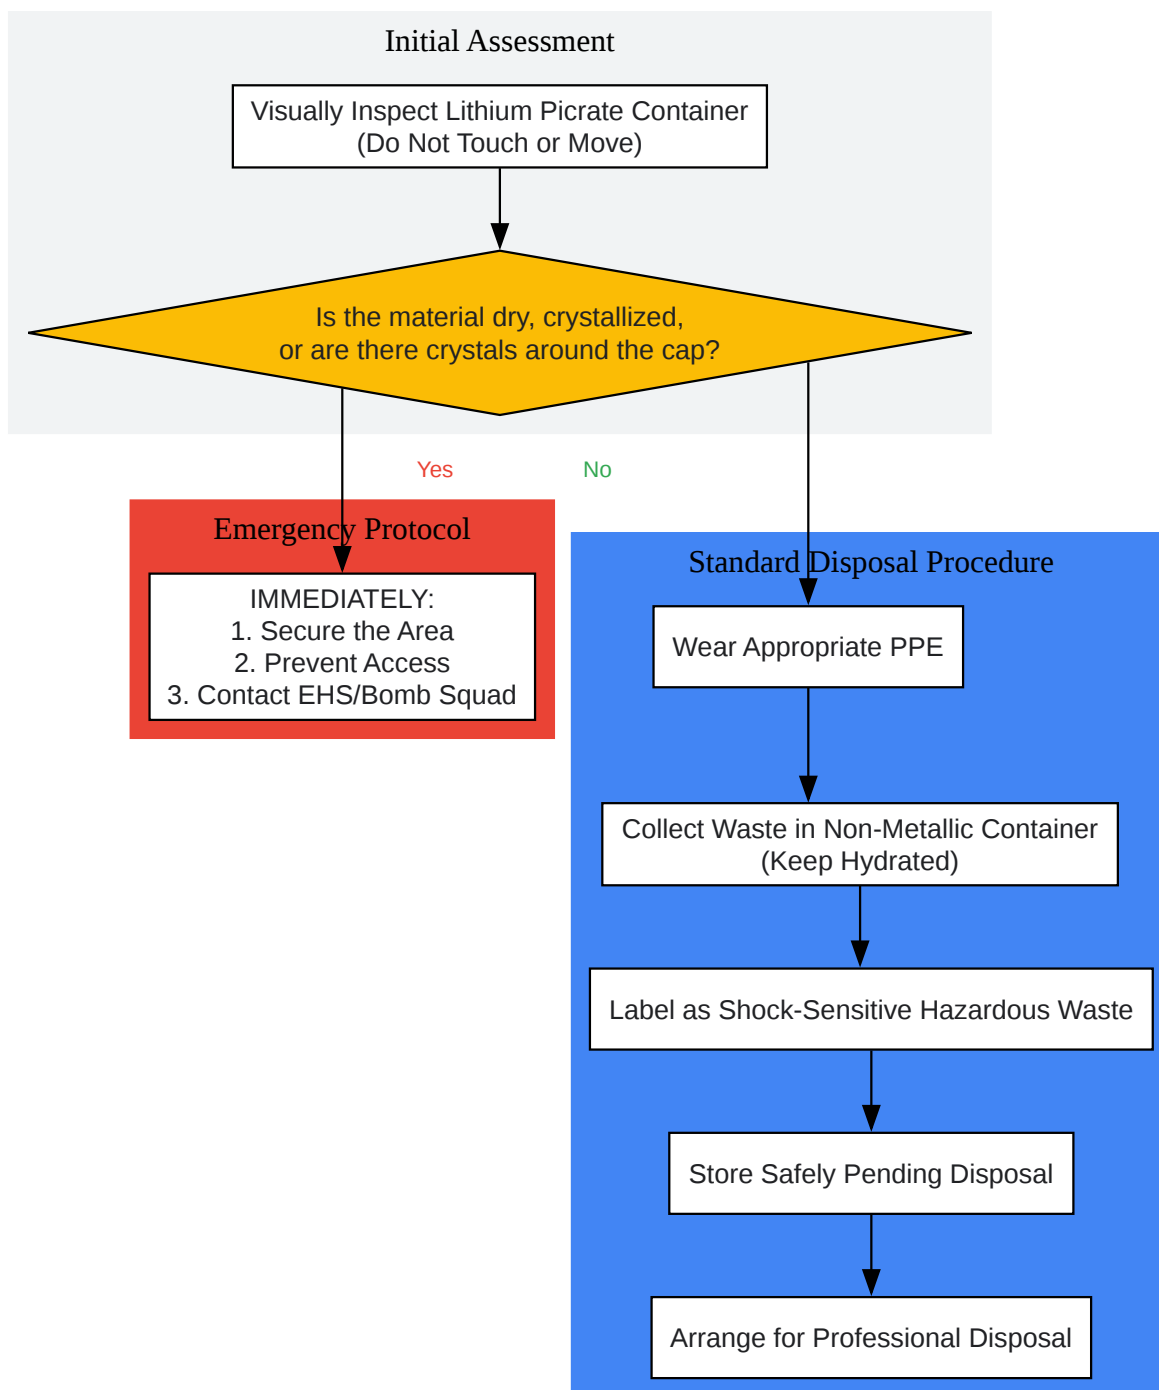 Initial Assessment
Visually Inspect Lithium Picrate Container
(Do Not Touch or Move)
Is the material dry, crystallized,
or are there crystals around the cap?
Yes
No
Emergency Protocol
IMMEDIATELY:
1. Secure the Area
2. Prevent Access
3. Contact EHS/Bomb Squad
Standard Disposal Procedure
Wear Appropriate PPE
Collect Waste in Non-Metallic Container
(Keep Hydrated)
Label as Shock-Sensitive Hazardous Waste
Store Safely Pending Disposal
Arrange for Professional Disposal